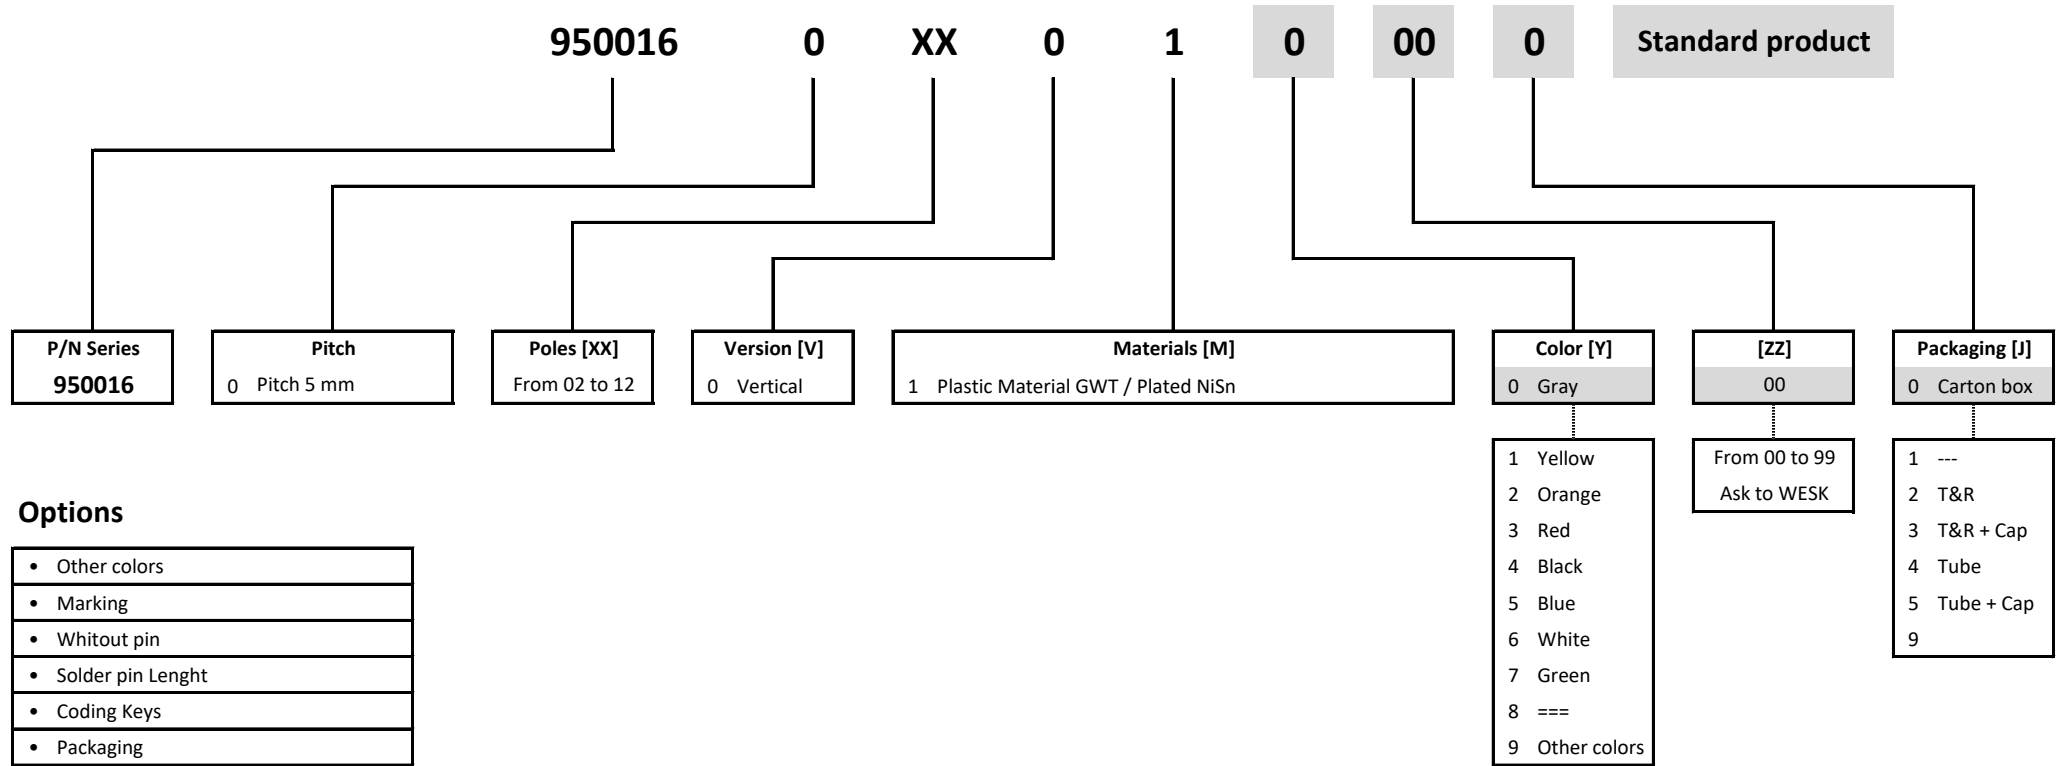 950016 0 XX 0 1 0 00 0 Standard product
P/N Series Pitch Poles [XX] Version [V] Materials [M] Color [Y] [ZZ] Packaging [J]
950016 0 Pitch 5 mm From 02 to 12 0 Vertical 1 Plastic Material GWT / Plated NiSn 0 Gray 00 0 Carton box
1 Yellow From 00 to 99 1 ---
2 Orange Ask to WESK 2 T&R
Options
3 Red 3 T&R + Cap
• Other colors 4 Black 4 Tube
• Marking 5 Blue 5 Tube + Cap
• Whitout pin 6 White 9
• Solder pin Lenght 7 Green
• Coding Keys 8 ===
• Packaging 9 Other colors